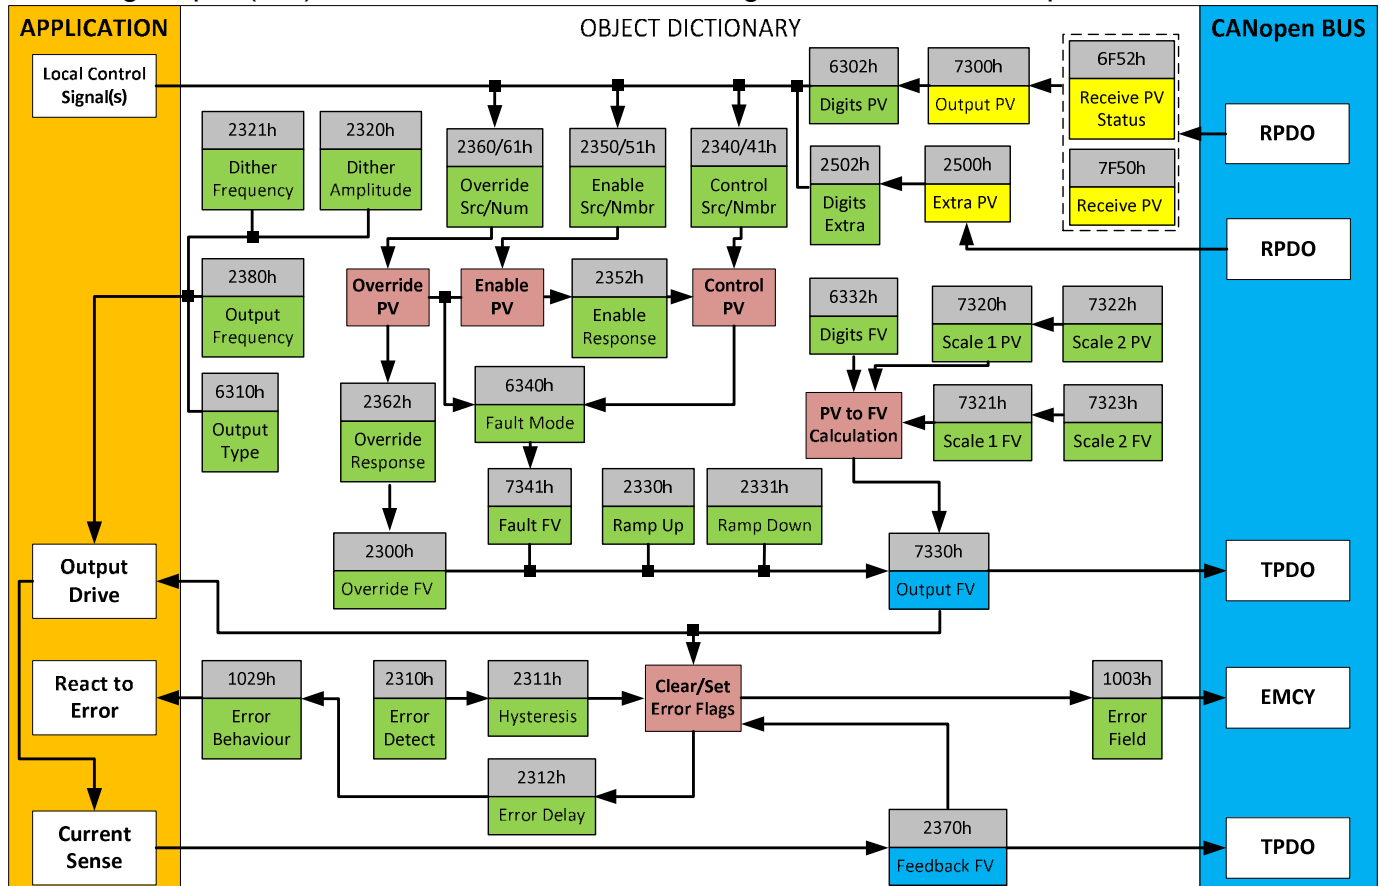 APPLICATION
OBJECT DICTIONARY
CANopen BUS
Local Control
Signal(s)
6302h
Digits PV
7300h
Output PV
6F52h
Receive PV
Status
7F50h
Receive PV
RPDO
2321h
Dither
Frequency
2320h
Dither
Amplitude
2360/61h
Override
Src/Num
2350/51h
Enable
Src/Nmbr
2340/41h
Control
Src/Nmbr
2502h
Digits
Extra
2500h
Extra PV
RPDO
2380h
Output
Frequency
Override
PV
Enable
PV
2352h
Enable
Response
Control
PV
6332h
Digits FV
7320h
Scale 1 PV
7322h
Scale 2 PV
6310h
Output
Type
2362h
Override
Response
6340h
Fault Mode
PV to FV
Calculation
7321h
Scale 1 FV
7323h
Scale 2 FV
7341h
Fault FV
2330h
Ramp Up
2331h
Ramp Down
Output
Drive
2300h
Override FV
7330h
Output FV
TPDO
React to
Error
1029h
Error
Behaviour
2310h
Error
Detect
2311h
Hysteresis
Clear/Set
Error Flags
1003h
Error
Field
EMCY
2312h
Error Delay
Current
Sense
2370h
Feedback FV
TPDO